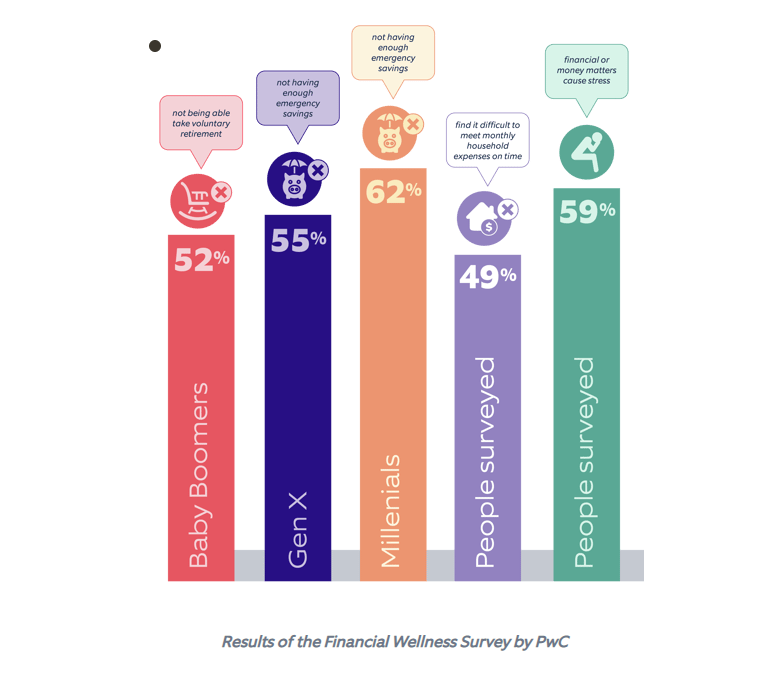 not being able
take voluntary
retirement
52%
Baby Boomers
not having
enough
emergency
savings
55%
Gen X
not having
enough
emergency
savings
62%
Millenials
find it difficult to
meet monthly
household
expenses on time
$
49%
People surveyed
financial or
money matters
cause stress
59%
People surveyed
Results of the Financial Wellness Survey by PwC